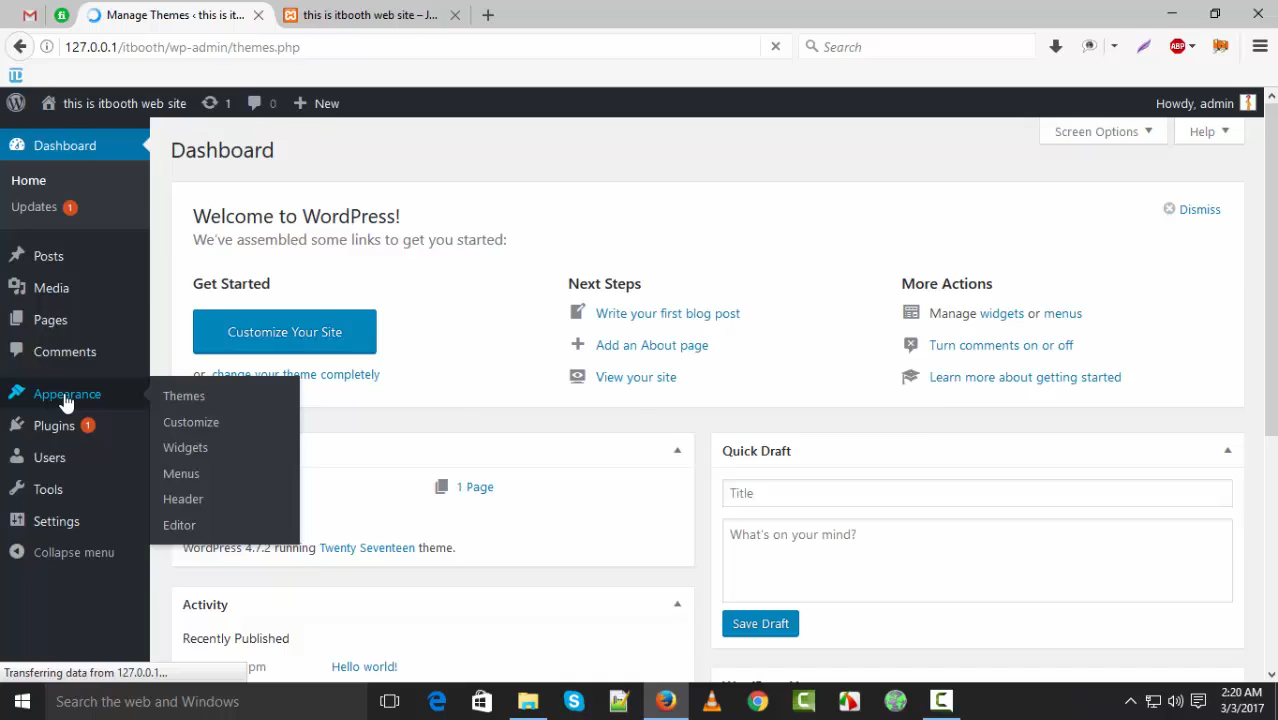 Manage Themes ‹ this is it
this is itbooth web site – J...
127.0.0.1/itbooth/wp-admin/themes.php
Search
ABP
TD
this is itbooth web site
1
0
New
Howdy, admin
Dashboard
Home
Updates 1
Posts
Media
Pages
Comments
Appearance
Plugins 1
Users
Tools
Settings
Collapse menu
Themes
Customize
Widgets
Menus
Header
Editor
Dashboard
Screen Options
Help
Welcome to WordPress!
We've assembled some links to get you started:
Dismiss
Get Started
Customize Your Site
or, change your theme completely
Next Steps
Write your first blog post
Add an About page
View your site
More Actions
Manage widgets or menus
Turn comments on or off
Learn more about getting started
1 Page
WordPress 4.7.2 running Twenty Seventeen theme.
Activity
Recently Published
pm
Hello world!
Quick Draft
Title
What's on your mind?
Save Draft
Transferring data from 127.0.0.1...
Search the web and Windows
2:20 AM
3/3/2017